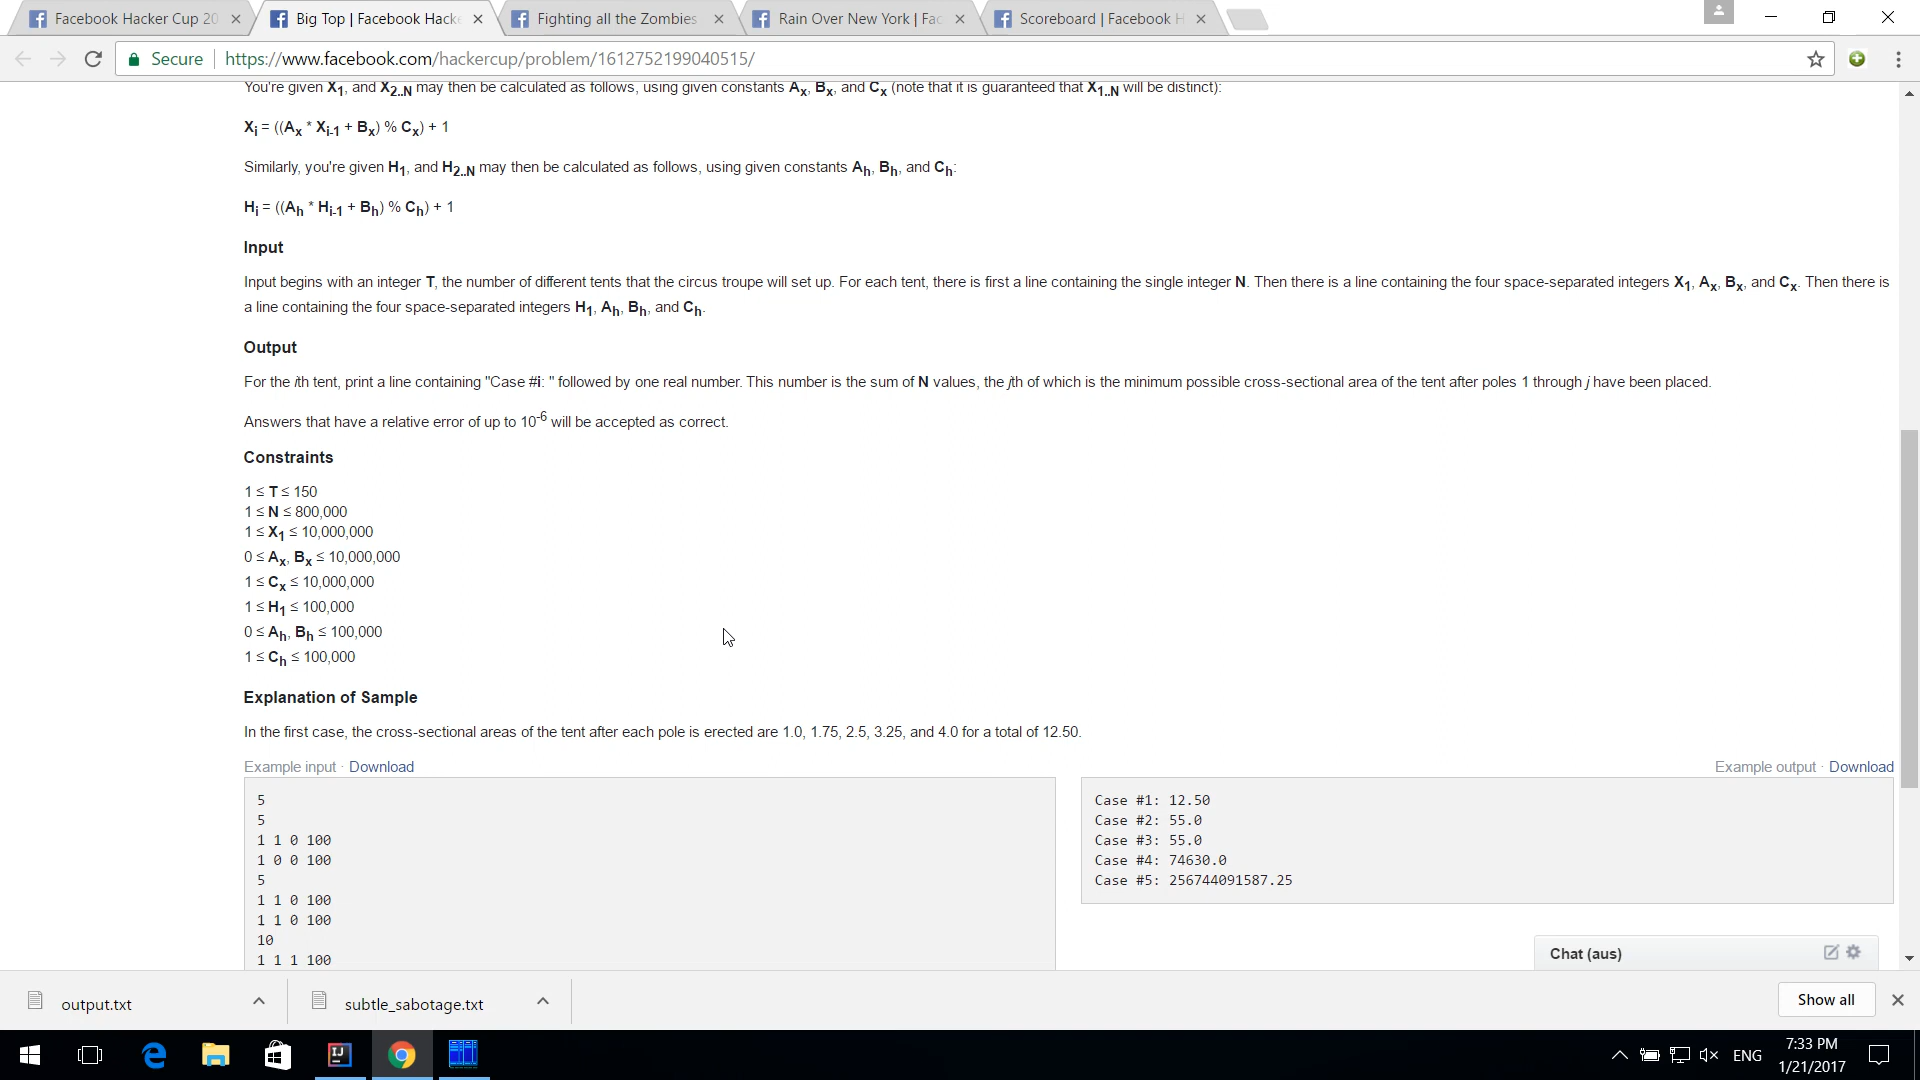 Facebook Hacker Cup 20
Big Top | Facebook Hack
Fighting all the Zombies
Rain Over New York | Fac
Scoreboard | Facebook H
Secure
https://www.facebook.com/hackercup/problem/1612752199040515/
You're given X1, and X2..N may then be calculated as follows, using given constants Ax, Bx, and Cx (note that it is guaranteed that X1..N will be distinct):
Xi = ((Ax * Xi-1 + Bx) % Cx) + 1
Similarly, you're given H1, and H2..N may then be calculated as follows, using given constants Ah, Bh, and Ch:
Hi = ((Ah * Hi-1 + Bh) % Ch) + 1
Input
Input begins with an integer T, the number of different tents that the circus troupe will set up. For each tent, there is first a line containing the single integer N. Then there is a line containing the four space-separated integers X1, Ax, Bx, and Cx. Then there is
a line containing the four space-separated integers H1, Ah, Bh, and Ch.
Output
For the ith tent, print a line containing "Case #i: " followed by one real number. This number is the sum of N values, the jth of which is the minimum possible cross-sectional area of the tent after poles 1 through j have been placed.
Answers that have a relative error of up to 10-6 will be accepted as correct.
Constraints
1 ≤ T ≤ 150
1 ≤ N ≤ 800,000
1 ≤ X1 ≤ 10,000,000
0 ≤ Ax, Bx ≤ 10,000,000
1 ≤ Cx ≤ 10,000,000
1 ≤ H1 ≤ 100,000
0 ≤ Ah, Bh ≤ 100,000
1 ≤ Ch ≤ 100,000
Explanation of Sample
In the first case, the cross-sectional areas of the tent after each pole is erected are 1.0, 1.75, 2.5, 3.25, and 4.0 for a total of 12.50.
Example input · Download
5
5
1 1 0 100
1 0 0 100
5
1 1 0 100
1 1 0 100
10
1 1 1 100
Example output · Download
Case #1: 12.50
Case #2: 55.0
Case #3: 55.0
Case #4: 74630.0
Case #5: 256744091587.25
Chat (aus)
output.txt
subtle_sabotage.txt
Show all
IJ
ENG
7:33 PM
1/21/2017